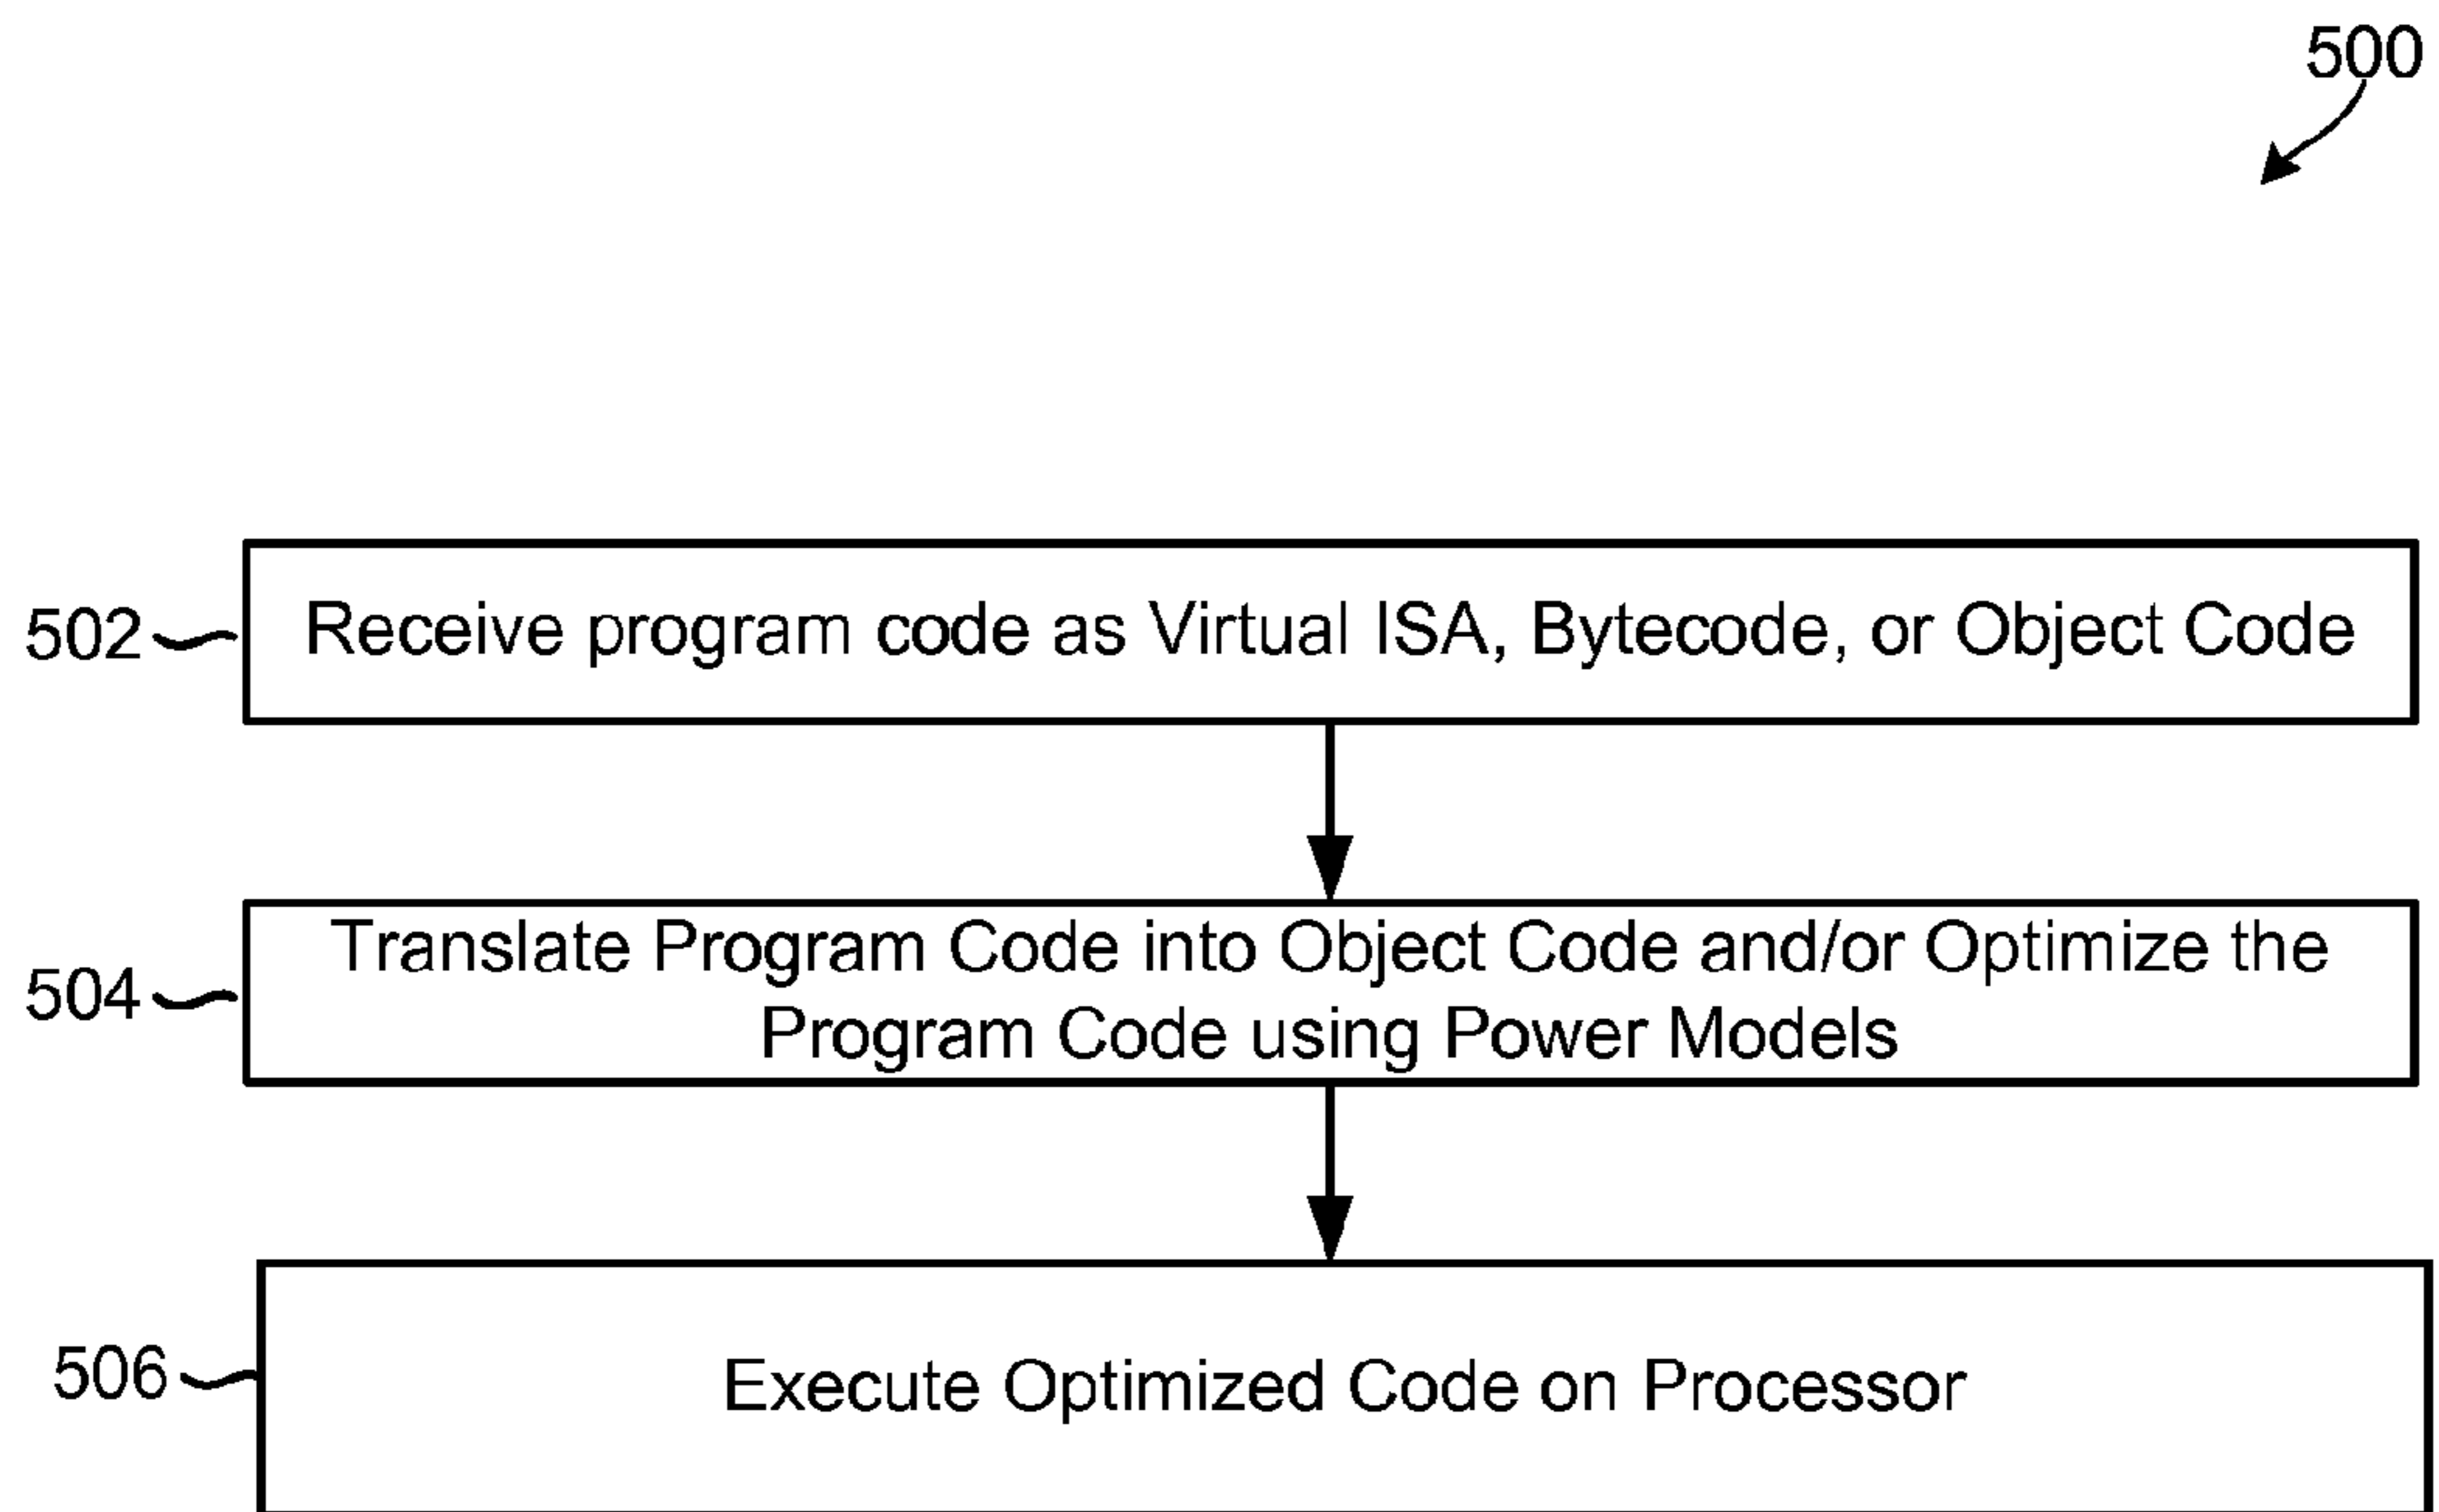 500
502
Receive program code as Virtual ISA, Bytecode, or Object Code
504
Translate Program Code into Object Code and/or Optimize the
Program Code using Power Models
506
Execute Optimized Code on Processor